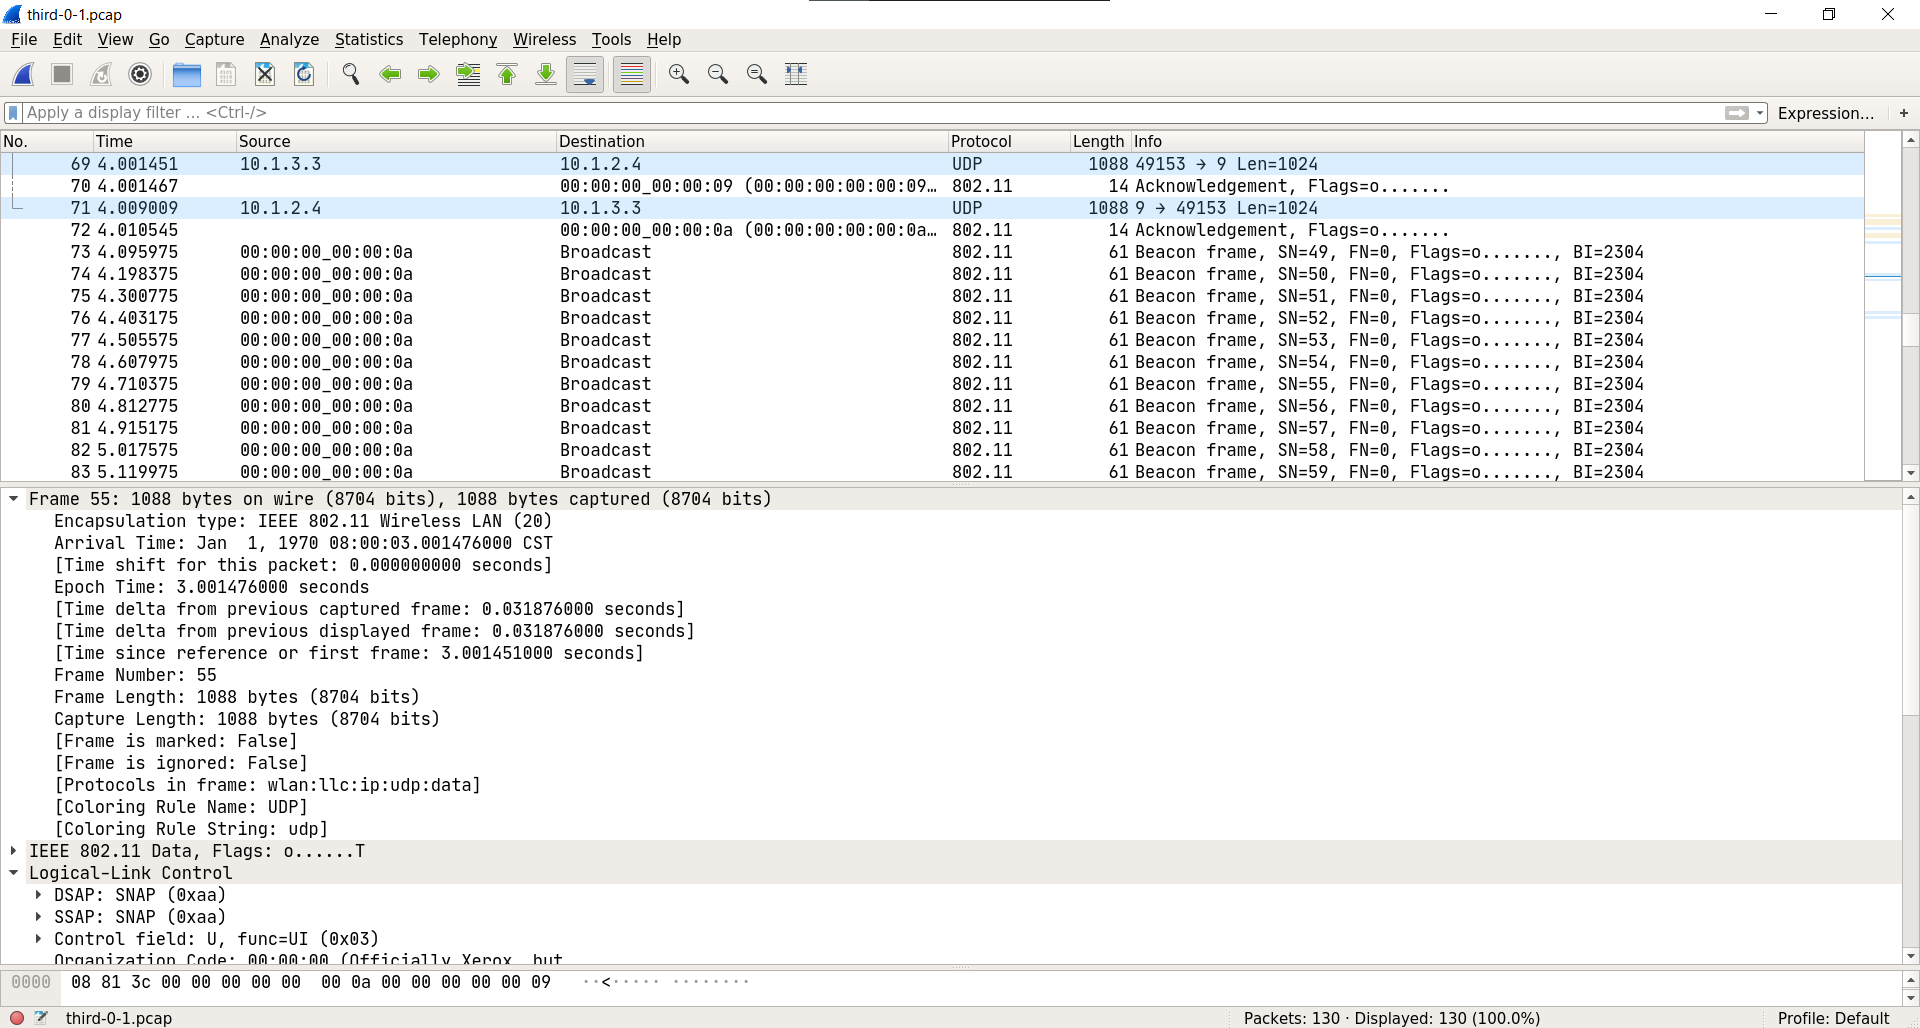 third-0-1.pcap
File Edit View Go Capture Analyze Statistics Telephony Wireless Tools Help
Apply a display filter ... <Ctrl-/> Expression... +
No. Time Source Destination Protocol Length Info
69 4.001451 10.1.3.3 10.1.2.4 UDP 1088 49153 → 9 Len=1024
70 4.001467 00:00:00_00:00:09 (00:00:00:00:00:09… 802.11 14 Acknowledgement, Flags=o.......
71 4.009009 10.1.2.4 10.1.3.3 UDP 1088 9 → 49153 Len=1024
72 4.010545 00:00:00_00:00:0a (00:00:00:00:00:0a… 802.11 14 Acknowledgement, Flags=o.......
73 4.095975 00:00:00_00:00:0a Broadcast 802.11 61 Beacon frame, SN=49, FN=0, Flags=o......., BI=2304
74 4.198375 00:00:00_00:00:0a Broadcast 802.11 61 Beacon frame, SN=50, FN=0, Flags=o......., BI=2304
75 4.300775 00:00:00_00:00:0a Broadcast 802.11 61 Beacon frame, SN=51, FN=0, Flags=o......., BI=2304
76 4.403175 00:00:00_00:00:0a Broadcast 802.11 61 Beacon frame, SN=52, FN=0, Flags=o......., BI=2304
77 4.505575 00:00:00_00:00:0a Broadcast 802.11 61 Beacon frame, SN=53, FN=0, Flags=o......., BI=2304
78 4.607975 00:00:00_00:00:0a Broadcast 802.11 61 Beacon frame, SN=54, FN=0, Flags=o......., BI=2304
79 4.710375 00:00:00_00:00:0a Broadcast 802.11 61 Beacon frame, SN=55, FN=0, Flags=o......., BI=2304
80 4.812775 00:00:00_00:00:0a Broadcast 802.11 61 Beacon frame, SN=56, FN=0, Flags=o......., BI=2304
81 4.915175 00:00:00_00:00:0a Broadcast 802.11 61 Beacon frame, SN=57, FN=0, Flags=o......., BI=2304
82 5.017575 00:00:00_00:00:0a Broadcast 802.11 61 Beacon frame, SN=58, FN=0, Flags=o......., BI=2304
83 5.119975 00:00:00_00:00:0a Broadcast 802.11 61 Beacon frame, SN=59, FN=0, Flags=o......., BI=2304
Frame 55: 1088 bytes on wire (8704 bits), 1088 bytes captured (8704 bits)
Encapsulation type: IEEE 802.11 Wireless LAN (20)
Arrival Time: Jan  1, 1970 08:00:03.001476000 CST
[Time shift for this packet: 0.000000000 seconds]
Epoch Time: 3.001476000 seconds
[Time delta from previous captured frame: 0.031876000 seconds]
[Time delta from previous displayed frame: 0.031876000 seconds]
[Time since reference or first frame: 3.001451000 seconds]
Frame Number: 55
Frame Length: 1088 bytes (8704 bits)
Capture Length: 1088 bytes (8704 bits)
[Frame is marked: False]
[Frame is ignored: False]
[Protocols in frame: wlan:llc:ip:udp:data]
[Coloring Rule Name: UDP]
[Coloring Rule String: udp]
IEEE 802.11 Data, Flags: o......T
Logical-Link Control
DSAP: SNAP (0xaa)
SSAP: SNAP (0xaa)
Control field: U, func=UI (0x03)
Organization Code: 00:00:00 (Officially Xerox, but
0000 08 81 3c 00 00 00 00 00 00 0a 00 00 00 00 00 09 ··<····· ········
third-0-1.pcap Packets: 130 · Displayed: 130 (100.0%) Profile: Default